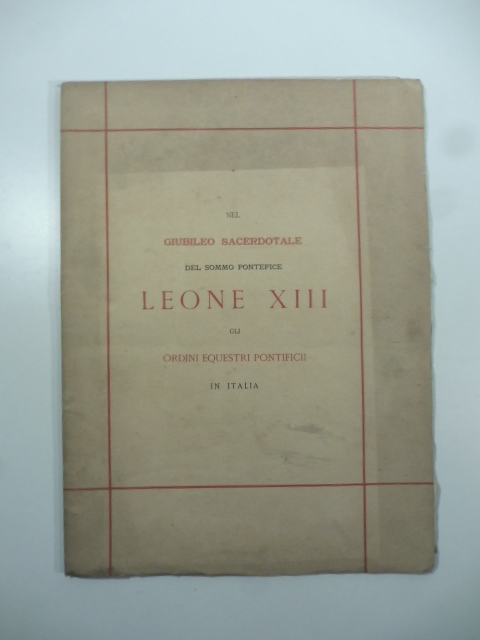 NEL
GIUBILEO SACERDOTALE
DEL SOMMO PONTEFICE
LEONE XIII
GLI
ORDINI EQUESTRI PONTIFICII
IN ITALIA